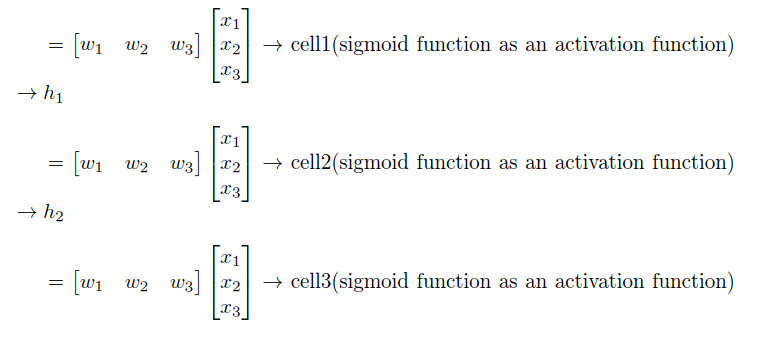 = [w₁ w₂ w₃] [x₁ x₂ x₃] → cell1(sigmoid function as an activation function)
→ h₁
= [w₁ w₂ w₃] [x₁ x₂ x₃] → cell2(sigmoid function as an activation function)
→ h₂
= [w₁ w₂ w₃] [x₁ x₂ x₃] → cell3(sigmoid function as an activation function)